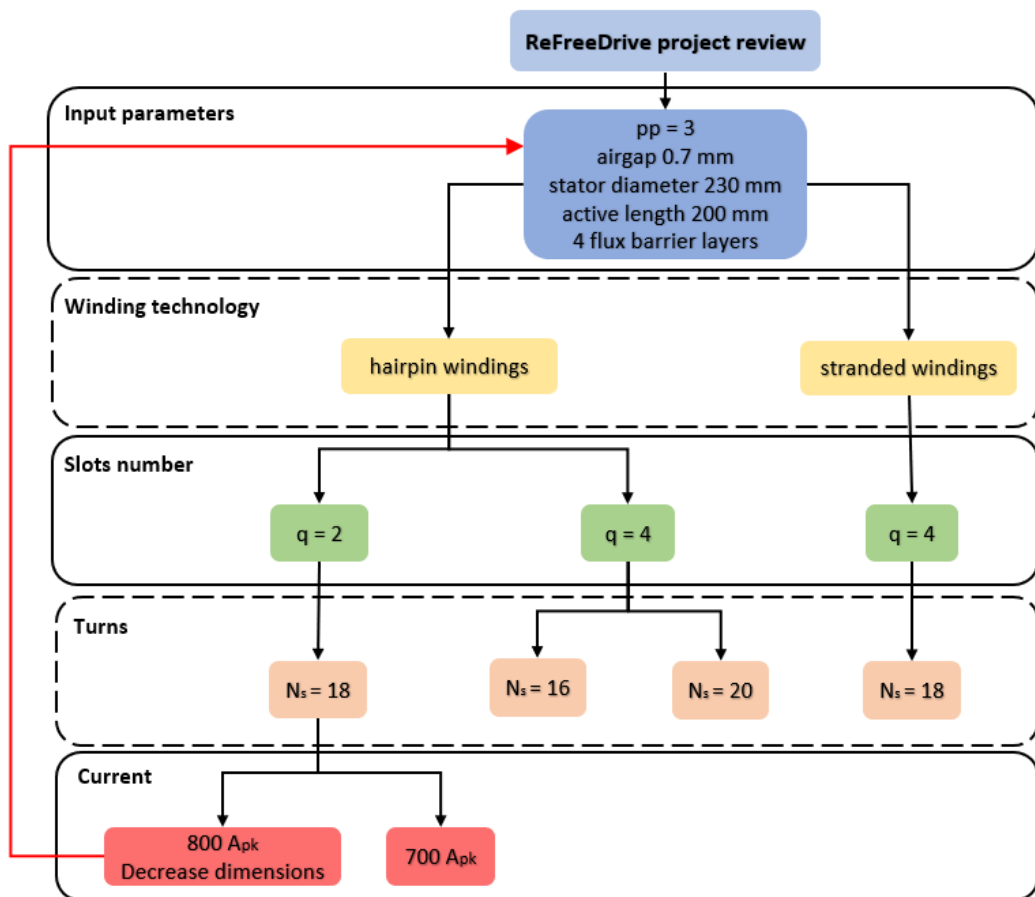 ReFreeDrive project review
Input parameters
pp = 3
airgap 0.7 mm
stator diameter 230 mm
active length 200 mm
4 flux barrier layers
Winding technology
hairpin windings
stranded windings
Slots number
q = 2
q = 4
q = 4
Turns
Ns = 18
Ns = 16
Ns = 20
Ns = 18
Current
800 Apk
Decrease dimensions
700 Apk